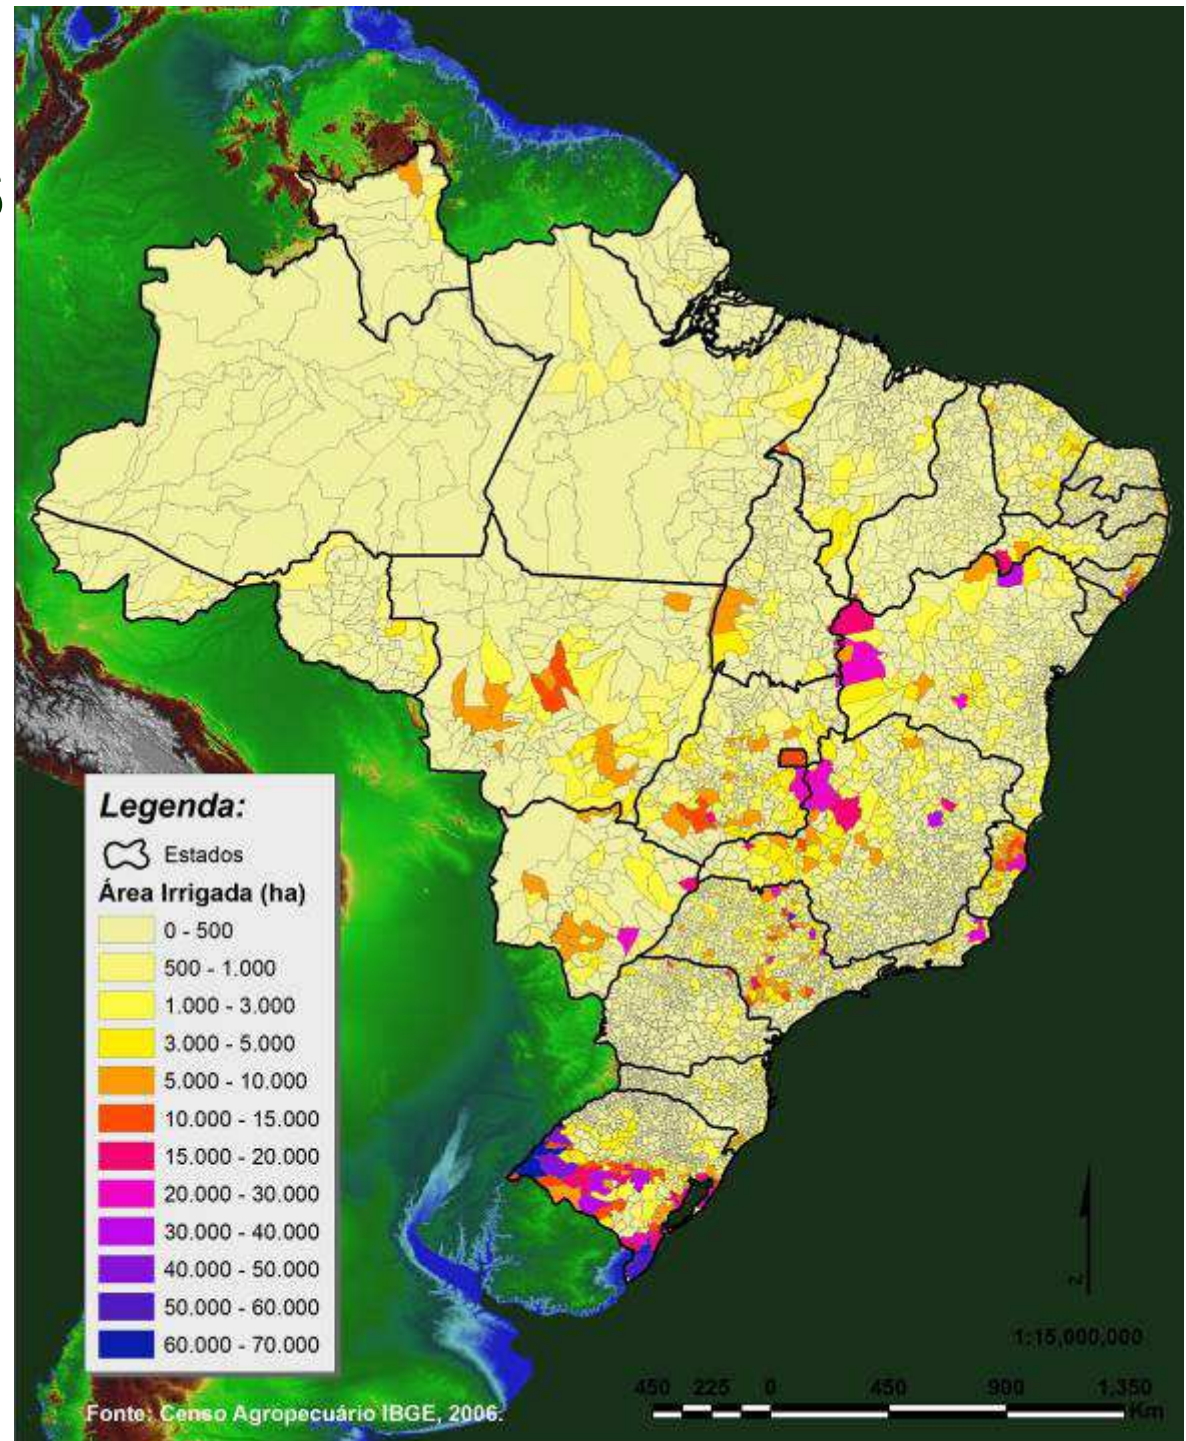 Legenda:
Estados
Área Irrigada (ha)
0 - 500
500 - 1.000
1.000 - 3.000
3.000 - 5.000
5.000 - 10.000
10.000 - 15.000
15.000 - 20.000
20.000 - 30.000
30.000 - 40.000
40.000 - 50.000
50.000 - 60.000
60.000 - 70.000
Fonte: Censo Agropecuário IBGE, 2006.
N
1:15,000,000
450 225 0 450 900 1,350
Km